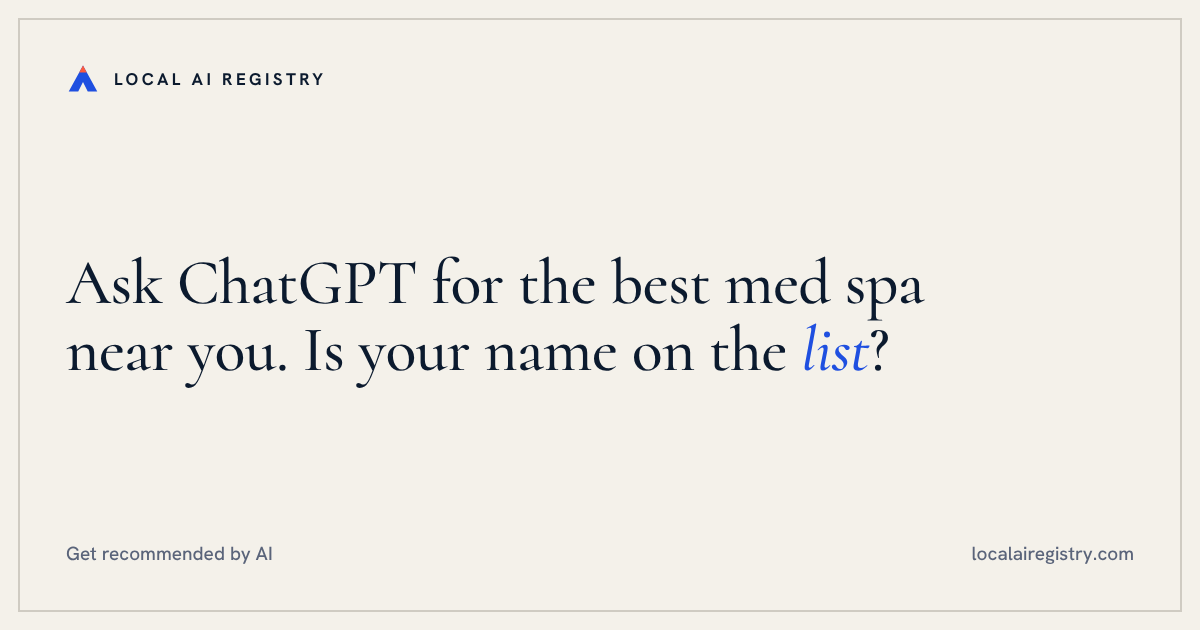 LOCAL AI REGISTRY
Ask ChatGPT for the best med spa
near you. Is your name on the list?
Get recommended by AI
localairegistry.com